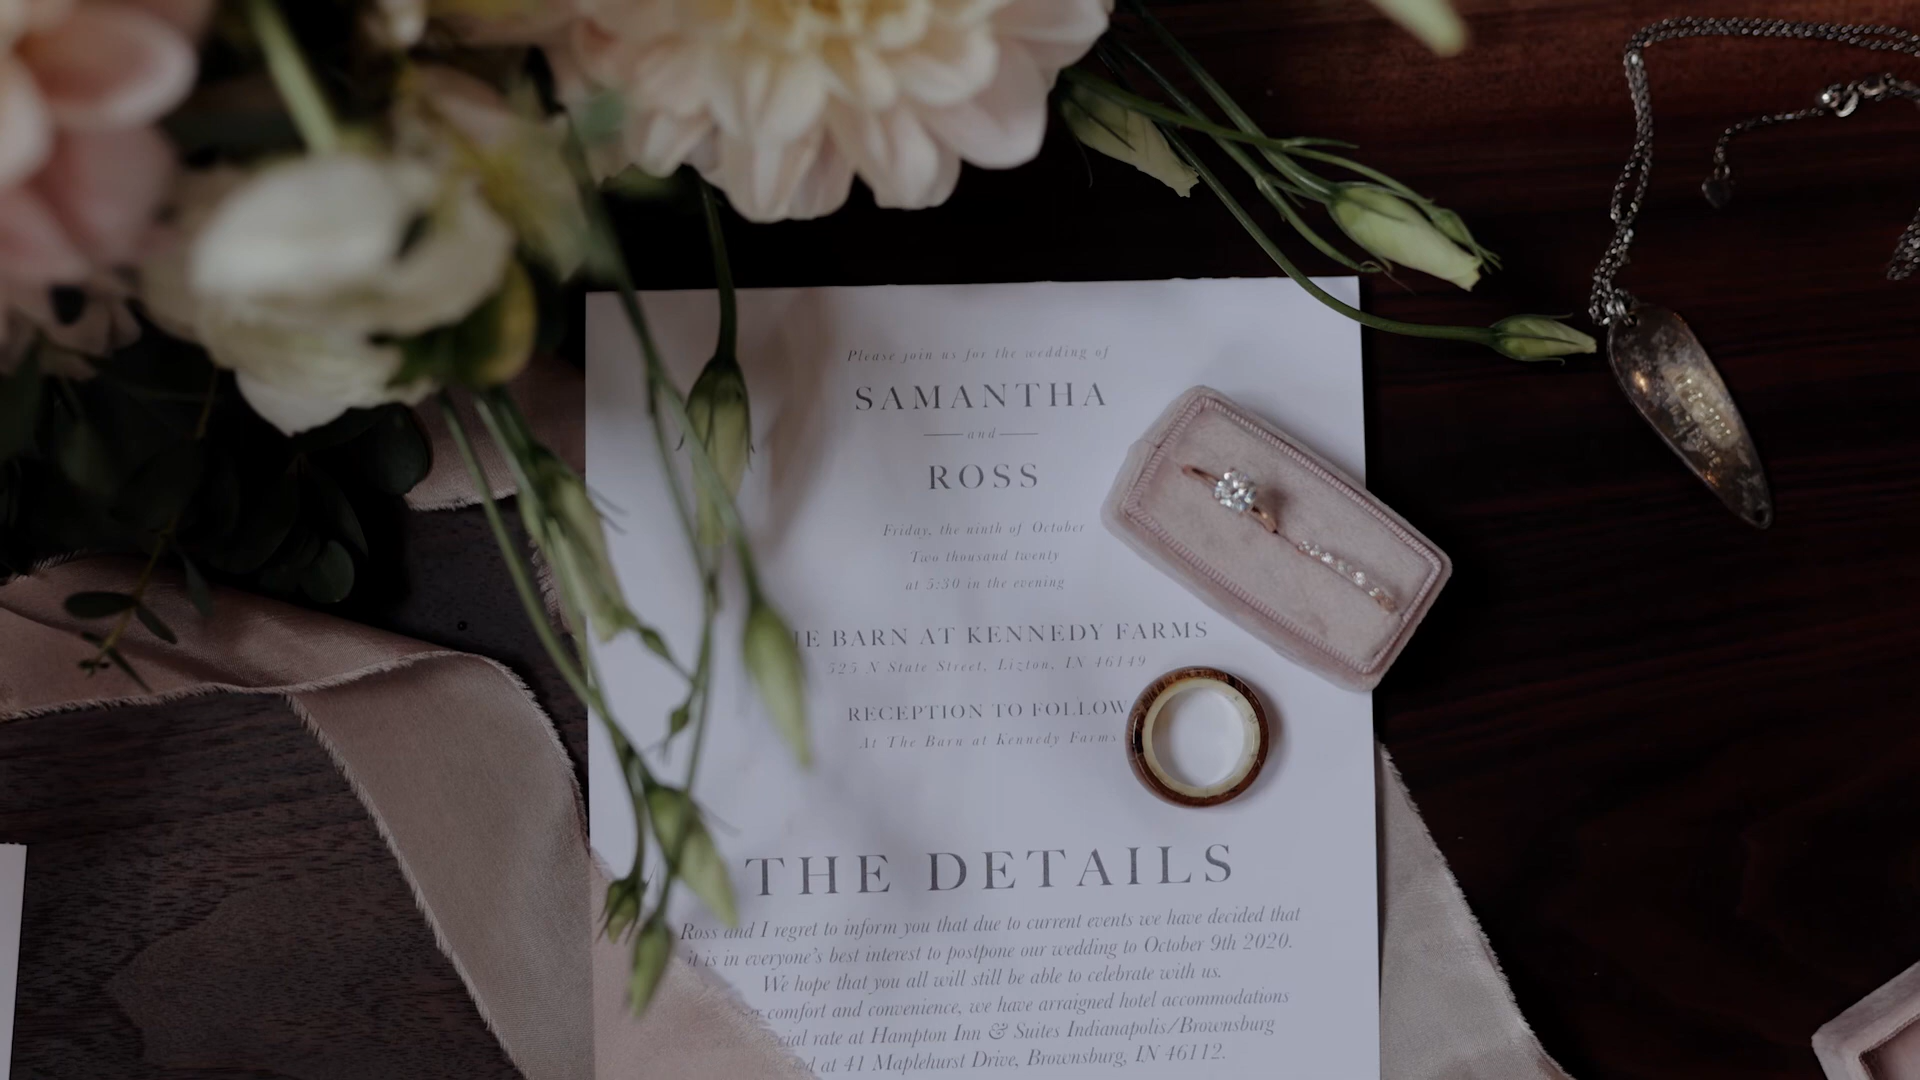 Please join us for the wedding of
SAMANTHA
and
ROSS
Friday, the ninth of October
Two thousand twenty
at 5:30 in the evening
BARN AT KENNEDY FARMS
525 N State Street, Lizton, IN 46149
RECEPTION TO FOLLOW
At The Barn at Kennedy Farms
THE DETAILS
Ross and I regret to inform you that due to current events we have decided that
it is in everyone's best interest to postpone our wedding to October 9th 2020.
We hope that you all will still be able to celebrate with us.
comfort and convenience, we have arraigned hotel accommodations
rate at Hampton Inn & Suites Indianapolis/Brownsburg
at 41 Maplehurst Drive, Brownsburg, IN 46112.